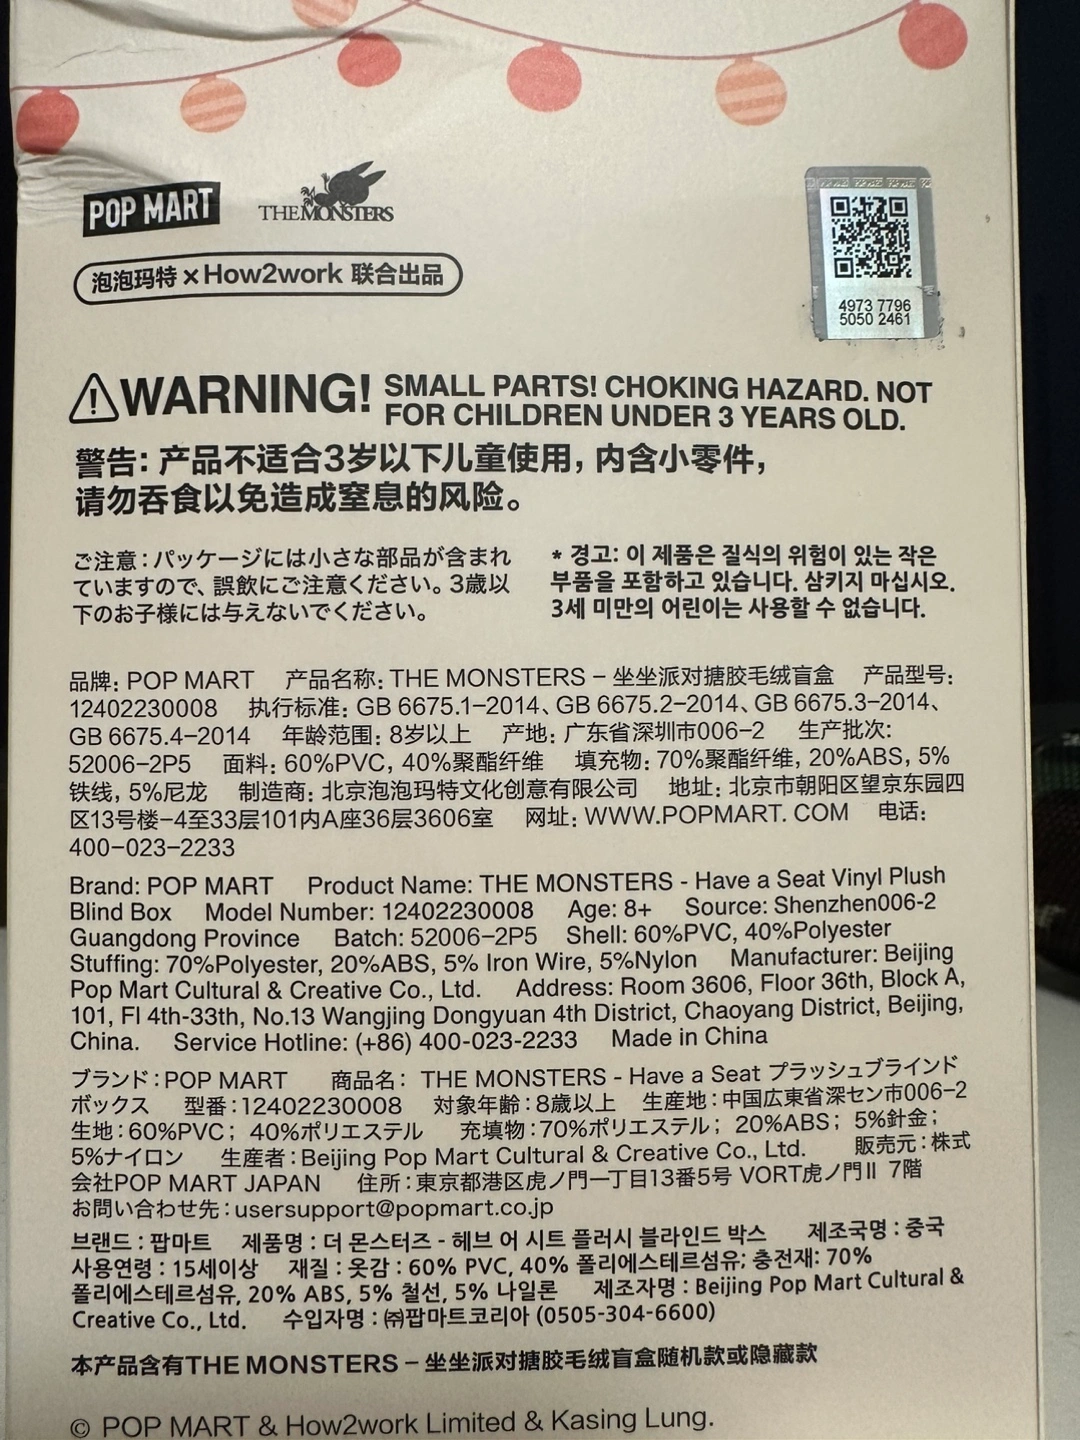 POP MART
THE MONSTERS
泡泡玛特×How2work 联合出品
4973 7796
5050 2461
WARNING! SMALL PARTS! CHOKING HAZARD. NOT
FOR CHILDREN UNDER 3 YEARS OLD.
警告: 产品不适合3岁以下儿童使用, 内含小零件,
请勿吞食以免造成窒息的风险。
ご注意：パッケージには小さな部品が含まれ
ていますので、誤飲にご注意ください。3歳以
下のお子様には与えないでください。
* 경고: 이 제품은 질식의 위험이 있는 작은
부품을 포함하고 있습니다. 삼키지 마십시오.
3세 미만의 어린이는 사용할 수 없습니다.
品牌: POP MART 产品名称: THE MONSTERS – 坐坐派对搪胶毛绒盲盒 产品型号:
12402230008 执行标准: GB 6675.1–2014、GB 6675.2–2014、GB 6675.3–2014、
GB 6675.4–2014 年龄范围: 8岁以上 产地: 广东省深圳市006–2 生产批次:
52006–2P5 面料: 60%PVC, 40%聚酯纤维 填充物: 70%聚酯纤维, 20%ABS, 5%
铁线, 5%尼龙 制造商: 北京泡泡玛特文化创意有限公司 地址: 北京市朝阳区望京东园四
区13号楼–4至33层101内A座36层3606室 网址: WWW.POPMART. COM 电话:
400–023–2233
Brand: POP MART Product Name: THE MONSTERS - Have a Seat Vinyl Plush
Blind Box Model Number: 12402230008 Age: 8+ Source: Shenzhen006-2
Guangdong Province Batch: 52006–2P5 Shell: 60%PVC, 40%Polyester
Stuffing: 70%Polyester, 20%ABS, 5% Iron Wire, 5%Nylon Manufacturer: Beijing
Pop Mart Cultural & Creative Co., Ltd. Address: Room 3606, Floor 36th, Block A,
101, Fl 4th-33th, No.13 Wangjing Dongyuan 4th District, Chaoyang District, Beijing,
China. Service Hotline: (+86) 400-023-2233 Made in China
ブランド：POP MART 商品名： THE MONSTERS - Have a Seat プラッシュブラインド
ボックス 型番：12402230008 対象年齢：8歳以上 生産地：中国広東省深セン市006–2
生地：60%PVC； 40%ポリエステル 充填物：70%ポリエステル； 20%ABS； 5%針金；
5%ナイロン 生産者：Beijing Pop Mart Cultural & Creative Co., Ltd. 販売元：株式
会社POP MART JAPAN 住所：東京都港区虎ノ門一丁目13番5号 VORT虎ノ門Ⅱ 7階
お問い合わせ先：usersupport@popmart.co.jp
브랜드 : 팝마트 제품명 : 더 몬스터즈 - 헤브 어 시트 플러시 블라인드 박스 제조국명 : 중국
사용연령 : 15세이상 재질 : 옷감 : 60% PVC, 40% 폴리에스테르섬유; 충전재: 70%
폴리에스테르섬유, 20% ABS, 5% 철선, 5% 나일론 제조자명 : Beijing Pop Mart Cultural &
Creative Co., Ltd. 수입자명 : ㈜팝마트코리아 (0505-304-6600)
本产品含有THE MONSTERS – 坐坐派对搪胶毛绒盲盒随机款或隐藏款
© POP MART & How2work Limited & Kasing Lung.